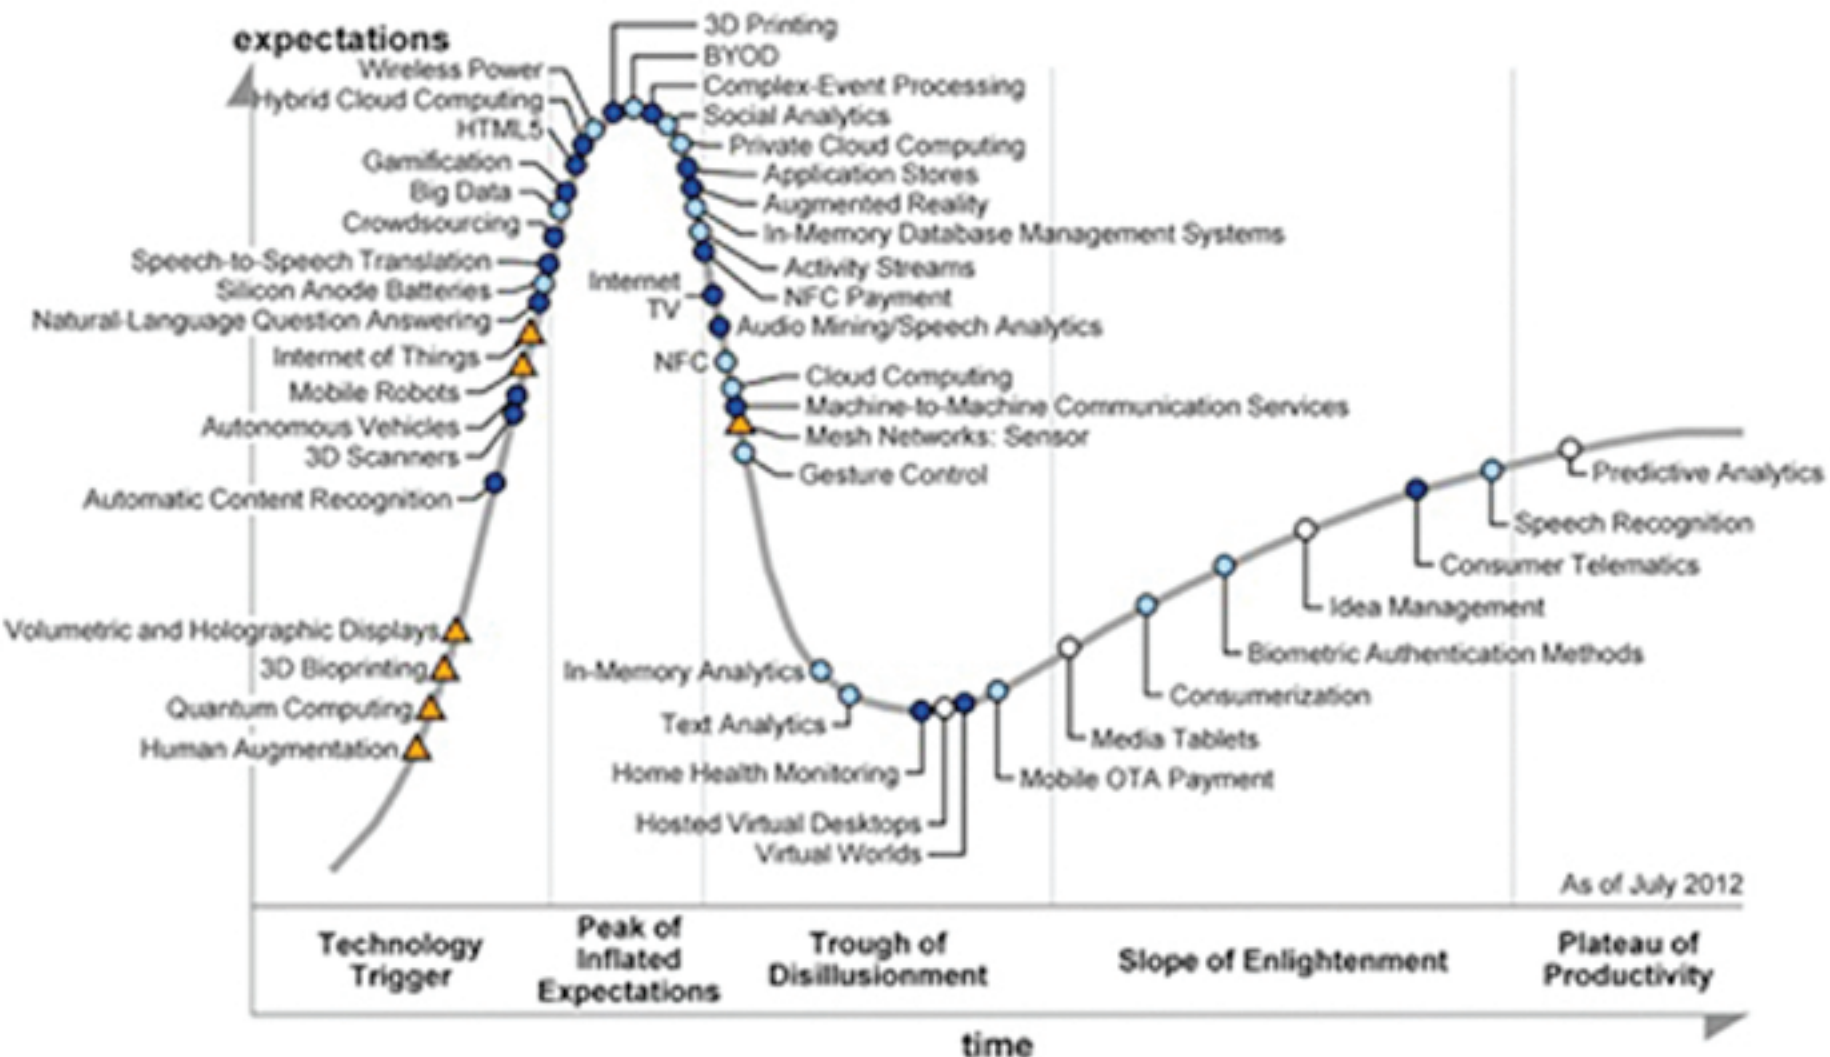 expectations
3D Printing
BYOD
Wireless Power
Complex-Event Processing
Hybrid Cloud Computing
Social Analytics
HTML5
Private Cloud Computing
Gamification
Application Stores
Big Data
Augmented Reality
Crowdsourcing
In-Memory Database Management Systems
Speech-to-Speech Translation
Activity Streams
Silicon Anode Batteries
Internet
TV
NFC Payment
Natural-Language Question Answering
Audio Mining/Speech Analytics
Internet of Things
NFC
Cloud Computing
Mobile Robots
Machine-to-Machine Communication Services
Autonomous Vehicles
Mesh Networks: Sensor
3D Scanners
Gesture Control
Automatic Content Recognition
Predictive Analytics
Speech Recognition
Consumer Telematics
Idea Management
Volumetric and Holographic Displays
Biometric Authentication Methods
3D Bioprinting
In-Memory Analytics
Consumerization
Quantum Computing
Text Analytics
Media Tablets
Human Augmentation
Home Health Monitoring
Mobile OTA Payment
Hosted Virtual Desktops
Virtual Worlds
As of July 2012
Technology
Trigger
Peak of
Inflated
Expectations
Trough of
Disillusionment
Slope of Enlightenment
Plateau of
Productivity
time